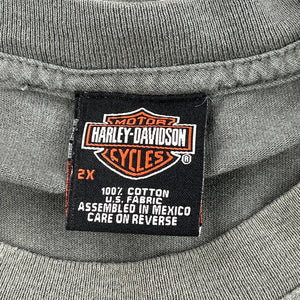 MOTOR
HARLEY-DAVIDSON
CYCLES
®
2X
100% COTTON
U.S. FABRIC
ASSEMBLED IN MEXICO
CARE ON REVERSE